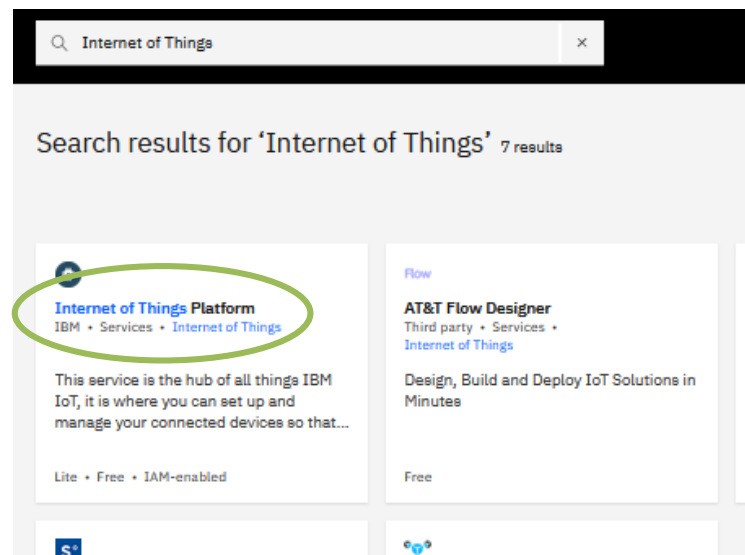 Internet of Things
Search results for ‘Internet of Things’ 7 results
Internet of Things Platform
IBM • Services • Internet of Things
This service is the hub of all things IBM
IoT, it is where you can set up and
manage your connected devices so that...
Lite • Free • IAM-enabled
Flow
AT&T Flow Designer
Third party • Services •
Internet of Things
Design, Build and Deploy IoT Solutions in
Minutes
Free
S°